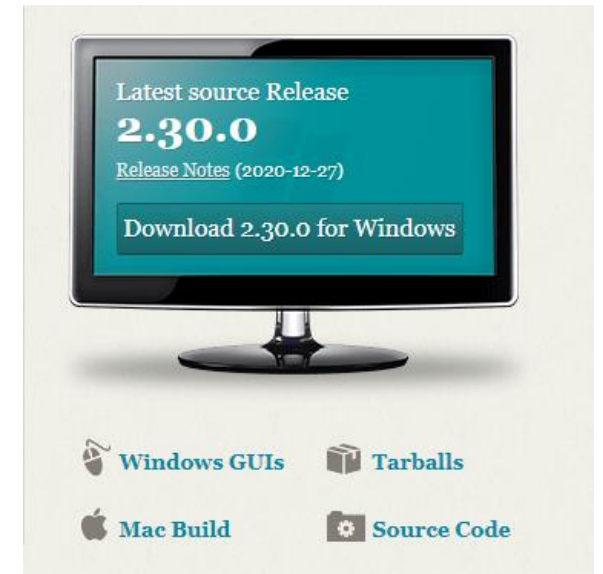 Latest source Release
2.30.0
Release Notes (2020-12-27)
Download 2.30.0 for Windows
Windows GUIs
Tarballs
Mac Build
Source Code